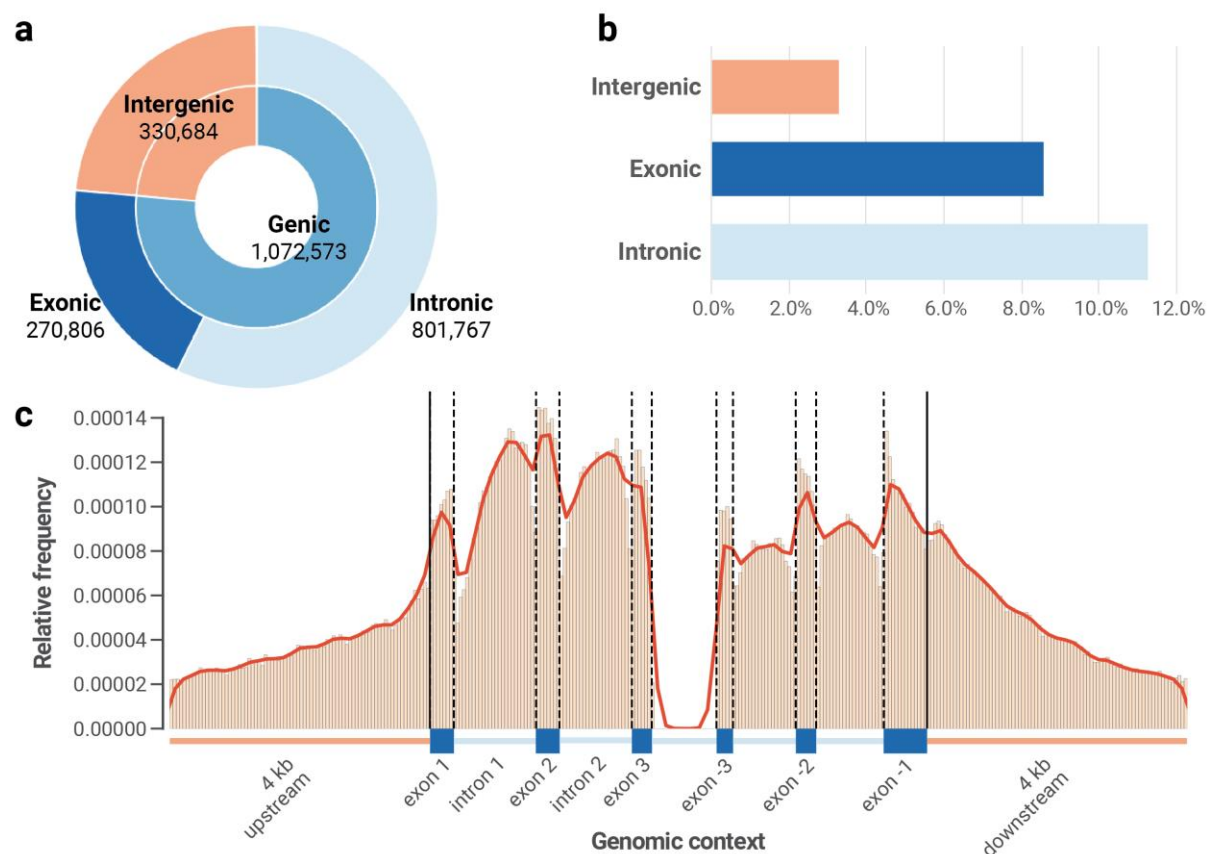 a
Intergenic
330,684
Genic
1,072,573
Exonic
270,806
Intronic
801,767
b
Intergenic
Exonic
Intronic
0.0% 2.0% 4.0% 6.0% 8.0% 10.0% 12.0%
c
Relative frequency
0.00014
0.00012
0.00010
0.00008
0.00006
0.00004
0.00002
0.00000
4 kb
upstream
exon 1
intron 1
exon 2
intron 2
exon 3
exon -3
exon -2
exon -1
4 kb
downstream
Genomic context